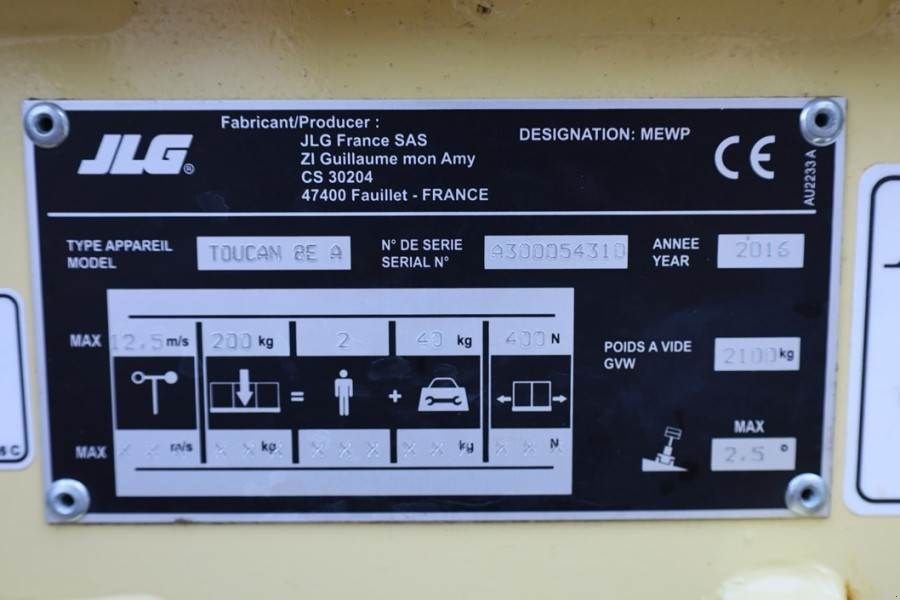 JLG®
Fabricant/Producer :
JLG France SAS
ZI Guillaume mon Amy
CS 30204
47400 Fauillet - FRANCE
DESIGNATION: MEWP
CE
AU2233 A
TYPE APPAREIL
MODEL
TOUCAN 8E A
N° DE SERIE
SERIAL N°
A300054310
ANNEE
YEAR
2016
MAX 12.5 m/s 200 kg 2 40 kg 400 N
= +
MAX X X m/s X X X kg X X X X X kg X X X N
POIDS A VIDE
GVW
2100 kg
MAX
2.5 °